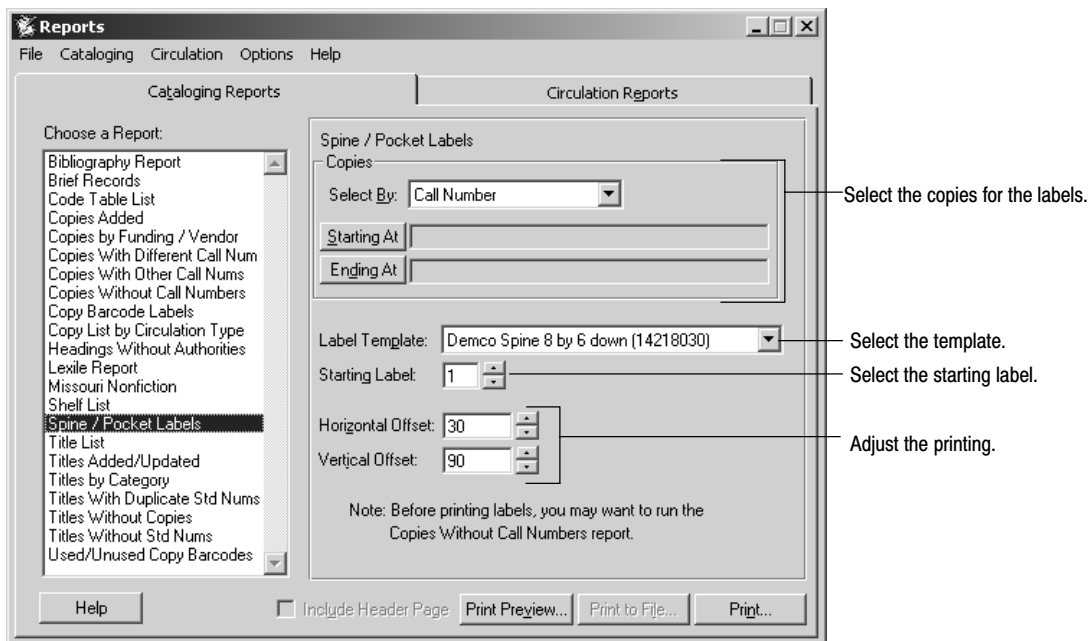 Reports
File Cataloging Circulation Options Help
Cataloging Reports
Circulation Reports
Choose a Report:
Bibliography Report
Brief Records
Code Table List
Copies Added
Copies by Funding / Vendor
Copies With Different Call Num
Copies With Other Call Nums
Copies Without Call Numbers
Copy Barcode Labels
Copy List by Circulation Type
Headings Without Authorities
Lexile Report
Missouri Nonfiction
Shelf List
Spine / Pocket Labels
Title List
Titles Added/Updated
Titles by Category
Titles With Duplicate Std Nums
Titles Without Copies
Titles Without Std Nums
Used/Unused Copy Barcodes
Spine / Pocket Labels
Copies
Select By: Call Number
Starting At
Ending At
Select the copies for the labels.
Label Template: Demco Spine 8 by 6 down (14218030)
Select the template.
Starting Label: 1
Select the starting label.
Horizontal Offset: 30
Vertical Offset: 90
Adjust the printing.
Note: Before printing labels, you may want to run the
Copies Without Call Numbers report.
Help
Include Header Page
Print Preview...
Print to File...
Print...